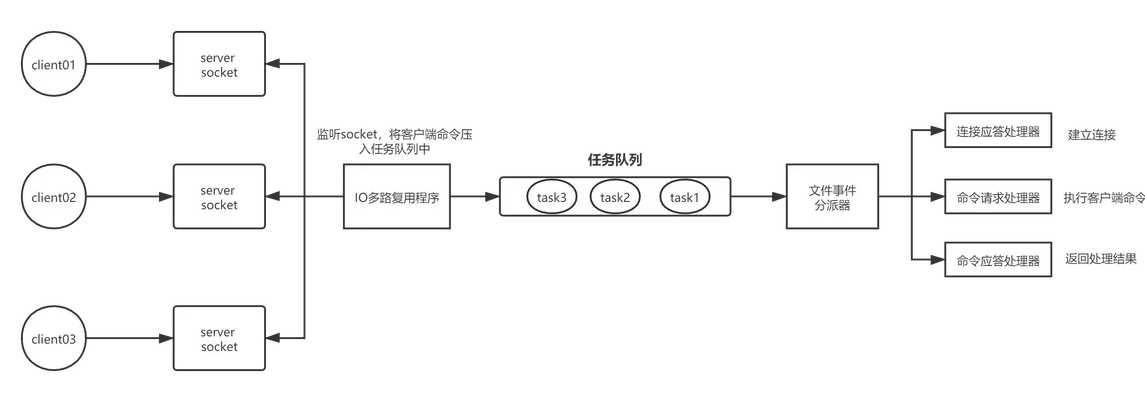 client01
server
socket
client02
server
socket
client03
server
socket
监听socket，将客户端命令压
入任务队列中
IO多路复用程序
任务队列
task3
task2
task1
文件事件
分派器
连接应答处理器
建立连接
命令请求处理器
执行客户端命令
命令应答处理器
返回处理结果